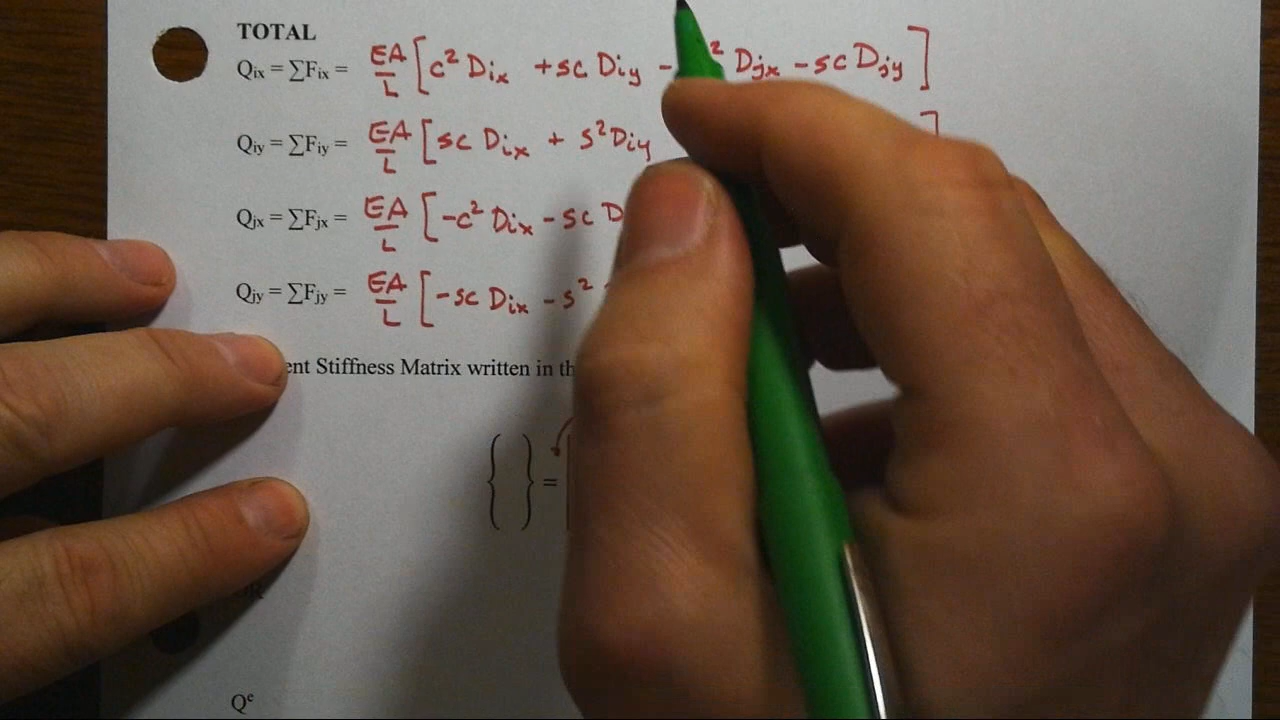 TOTAL
Qix = ∑Fix = EA/L [c² Dix + sc Diy - ² Djx - sc Djy]
Qiy = ∑Fiy = EA/L [sc Dix + s² Diy ]
Qjx = ∑Fjx = EA/L [-c² Dix - sc D
Qjy = ∑Fjy = EA/L [-sc Dix - s²
ent Stiffness Matrix written in th
{ } =
Qᵉ